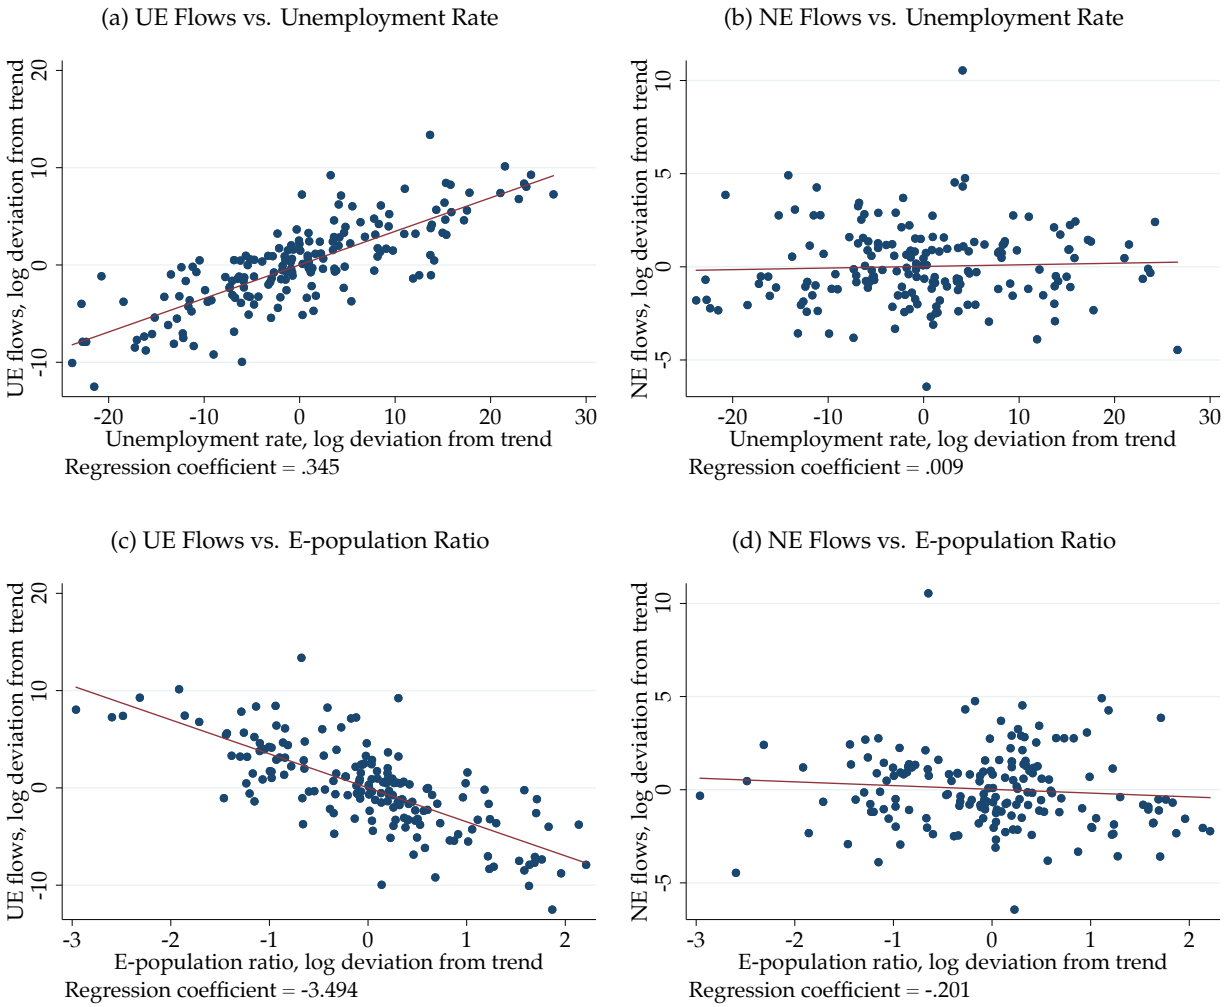 (a) UE Flows vs. Unemployment Rate
UE flows, log deviation from trend
20
10
0
-10
-20
-10
0
10
20
30
Unemployment rate, log deviation from trend
Regression coefficient = .345
(b) NE Flows vs. Unemployment Rate
NE flows, log deviation from trend
10
5
0
-5
-20
-10
0
10
20
30
Unemployment rate, log deviation from trend
Regression coefficient = .009
(c) UE Flows vs. E-population Ratio
UE flows, log deviation from trend
20
10
0
-10
-3
-2
-1
0
1
2
E-population ratio, log deviation from trend
Regression coefficient = -3.494
(d) NE Flows vs. E-population Ratio
NE flows, log deviation from trend
10
5
0
-5
-3
-2
-1
0
1
2
E-population ratio, log deviation from trend
Regression coefficient = -.201